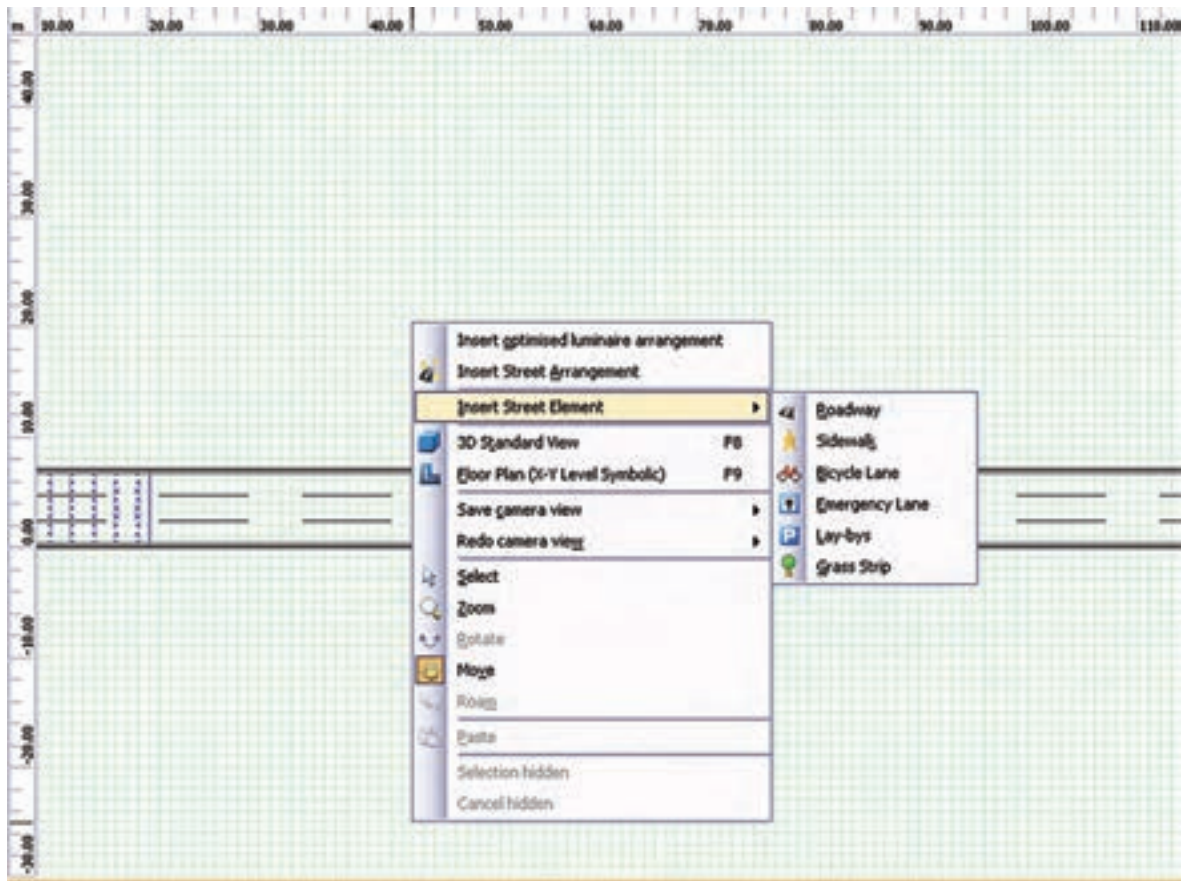 m 10.00 20.00 30.00 40.00 50.00 60.00 70.00 80.00 90.00 100.00 110.00
40.00
30.00
20.00
10.00
0.00
-10.00
-20.00
-30.00
Insert optimised luminaire arrangement
Insert Street Arrangement
Insert Street Element
3D Standard View F8
Floor Plan (X-Y Level Symbolic) F9
Save camera view
Redo camera view
Select
Zoom
Rotate
Move
Roam
Paste
Selection hidden
Cancel hidden
Roadway
Sidewalk
Bicycle Lane
Emergency Lane
P Lay-bys
Grass Strip